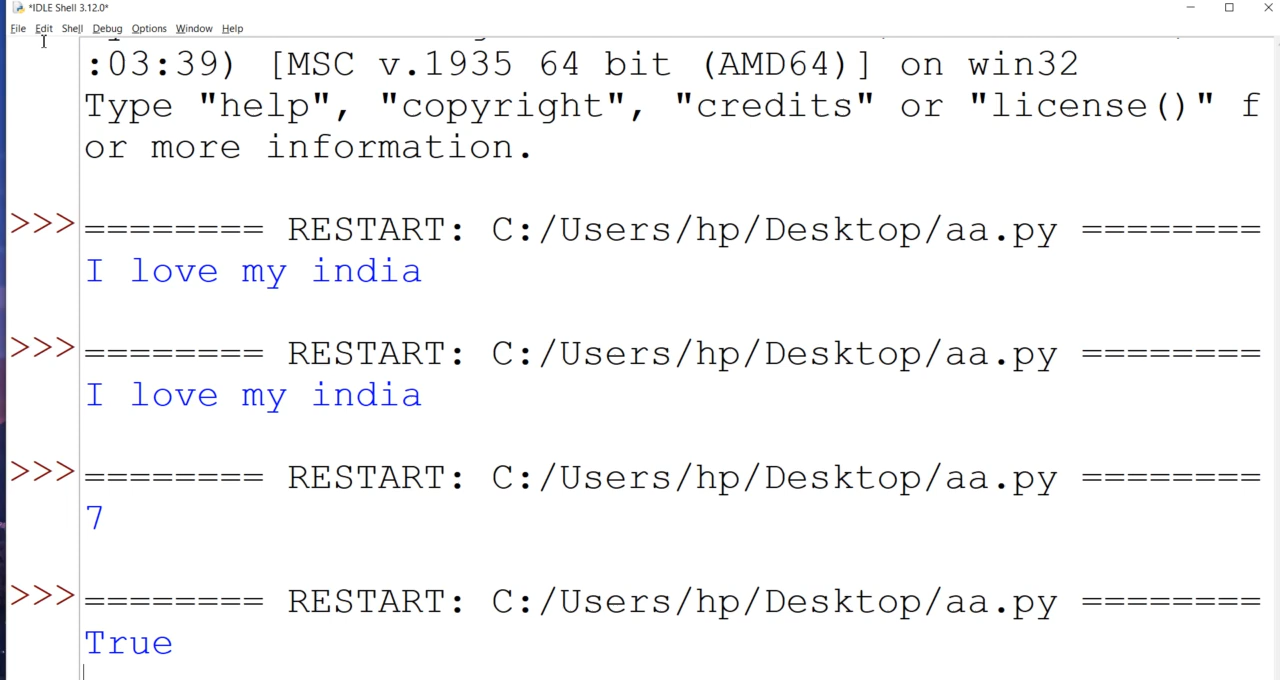 *IDLE Shell 3.12.0*
File Edit Shell Debug Options Window Help
:03:39) [MSC v.1935 64 bit (AMD64)] on win32
Type "help", "copyright", "credits" or "license()" f
or more information.
>>> ======== RESTART: C:/Users/hp/Desktop/aa.py ========
I love my india
>>> ======== RESTART: C:/Users/hp/Desktop/aa.py ========
I love my india
>>> ======== RESTART: C:/Users/hp/Desktop/aa.py ========
7
>>> ======== RESTART: C:/Users/hp/Desktop/aa.py ========
True